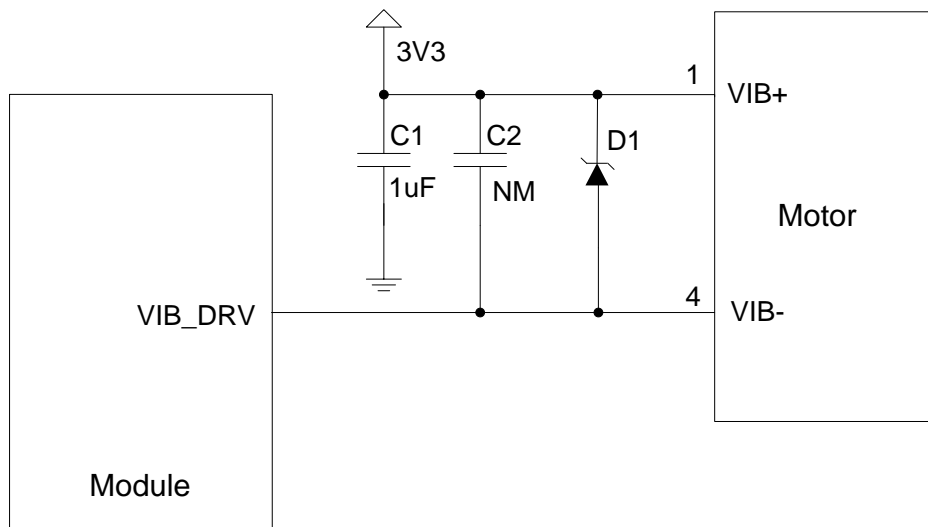 3V3
1
VIB+
C1
C2
D1
1uF
NM
Motor
4
VIB_DRV
VIB-
Module